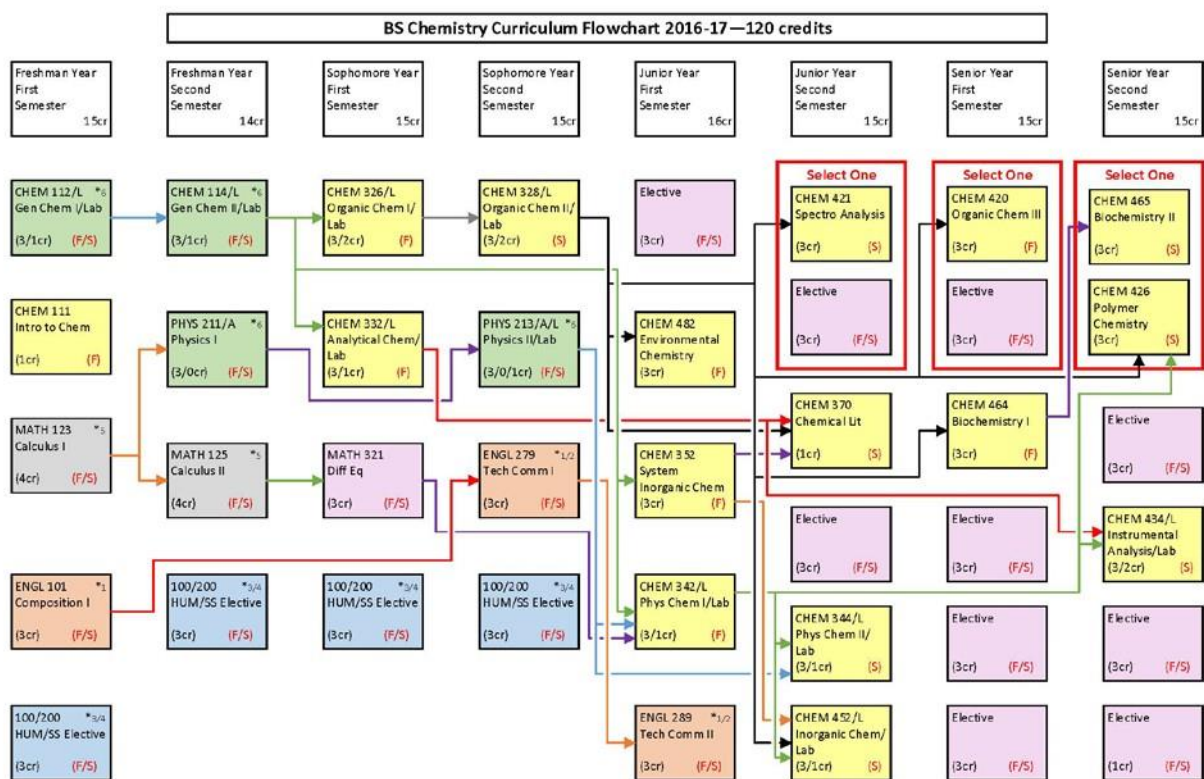 BS Chemistry Curriculum Flowchart 2016-17—120 credits
Freshman Year
First
Semester
15cr
Freshman Year
Second
Semester
14cr
Sophomore Year
First
Semester
15cr
Sophomore Year
Second
Semester
15cr
Junior Year
First
Semester
16cr
Junior Year
Second
Semester
15cr
Senior Year
First
Semester
15cr
Senior Year
Second
Semester
15cr
CHEM 112/L *6
Gen Chem I/Lab
(3/1cr) (F/S)
CHEM 114/L *6
Gen Chem II/Lab
(3/1cr) (F/S)
CHEM 326/L
Organic Chem I/
Lab
(3/2cr) (F)
CHEM 328/L
Organic Chem II/
Lab
(3/2cr) (S)
Elective
(3cr) (F/S)
Select One
CHEM 421
Spectro Analysis
(3cr) (S)
Elective
(3cr) (F/S)
Select One
CHEM 420
Organic Chem III
(3cr) (F)
Elective
(3cr) (F/S)
Select One
CHEM 465
Biochemistry II
(3cr) (S)
CHEM 426
Polymer
Chemistry
(3cr) (S)
CHEM 111
Intro to Chem
(1cr) (F)
PHYS 211/A *6
Physics I
(3/0cr) (F/S)
CHEM 332/L
Analytical Chem/
Lab
(3/1cr) (F)
PHYS 213/A/L
Physics II/Lab
(3/0/1cr) (F/S)
CHEM 482
Environmental
Chemistry
(3cr) (F)
CHEM 370
Chemical Lit
(1cr) (S)
CHEM 464
Biochemistry I
(3cr) (F)
Elective
(3cr) (F/S)
MATH 123 *5
Calculus I
(4cr) (F/S)
MATH 125 *5
Calculus II
(4cr) (F/S)
MATH 321
Diff Eq
(3cr) (F/S)
ENGL 279 *1/2
Tech Comm I
(3cr) (F/S)
CHEM 352
System
Inorganic Chem
(3cr) (F)
Elective
(3cr) (F/S)
Elective
(3cr) (F/S)
CHEM 434/L
Instrumental
Analysis/Lab
(3/2cr) (S)
ENGL 101 *1
Composition I
(3cr) (F/S)
100/200 *3/4
HUM/SS Elective
(3cr) (F/S)
100/200 *3/4
HUM/SS Elective
(3cr) (F/S)
100/200 *3/4
HUM/SS Elective
(3cr) (F/S)
CHEM 342/L
Phys Chem I/Lab
(3/1cr) (F)
CHEM 344/L
Phys Chem II/
Lab
(3/1cr) (S)
Elective
(3cr) (F/S)
Elective
(3cr) (F/S)
100/200 *3/4
HUM/SS Elective
(3cr) (F/S)
ENGL 289 *1/2
Tech Comm II
(3cr) (F/S)
CHEM 452/L
Inorganic Chem/
Lab
(3/1cr) (S)
Elective
(3cr) (F/S)
Elective
(1cr) (F/S)